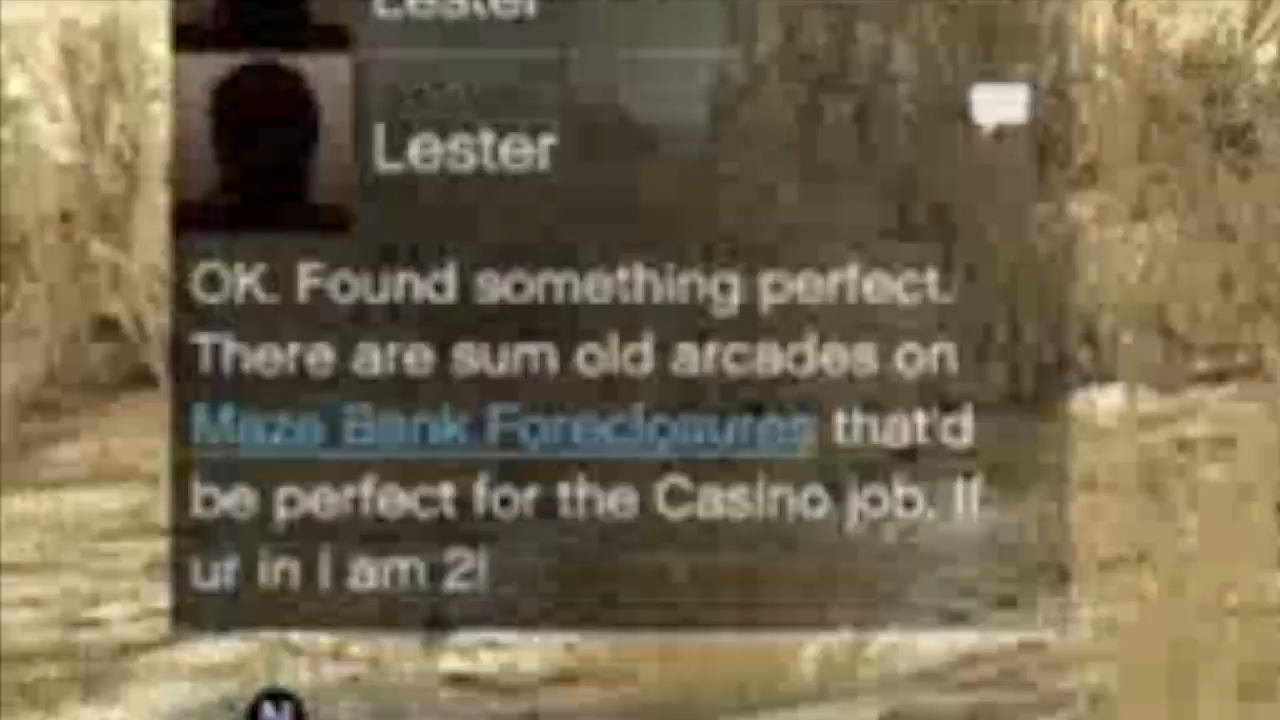 Lester
Lester
OK. Found something perfect.
There are sum old arcades on
Maze Bank Foreclosures that'd
be perfect for the Casino job. If
ur in I am 2!
N